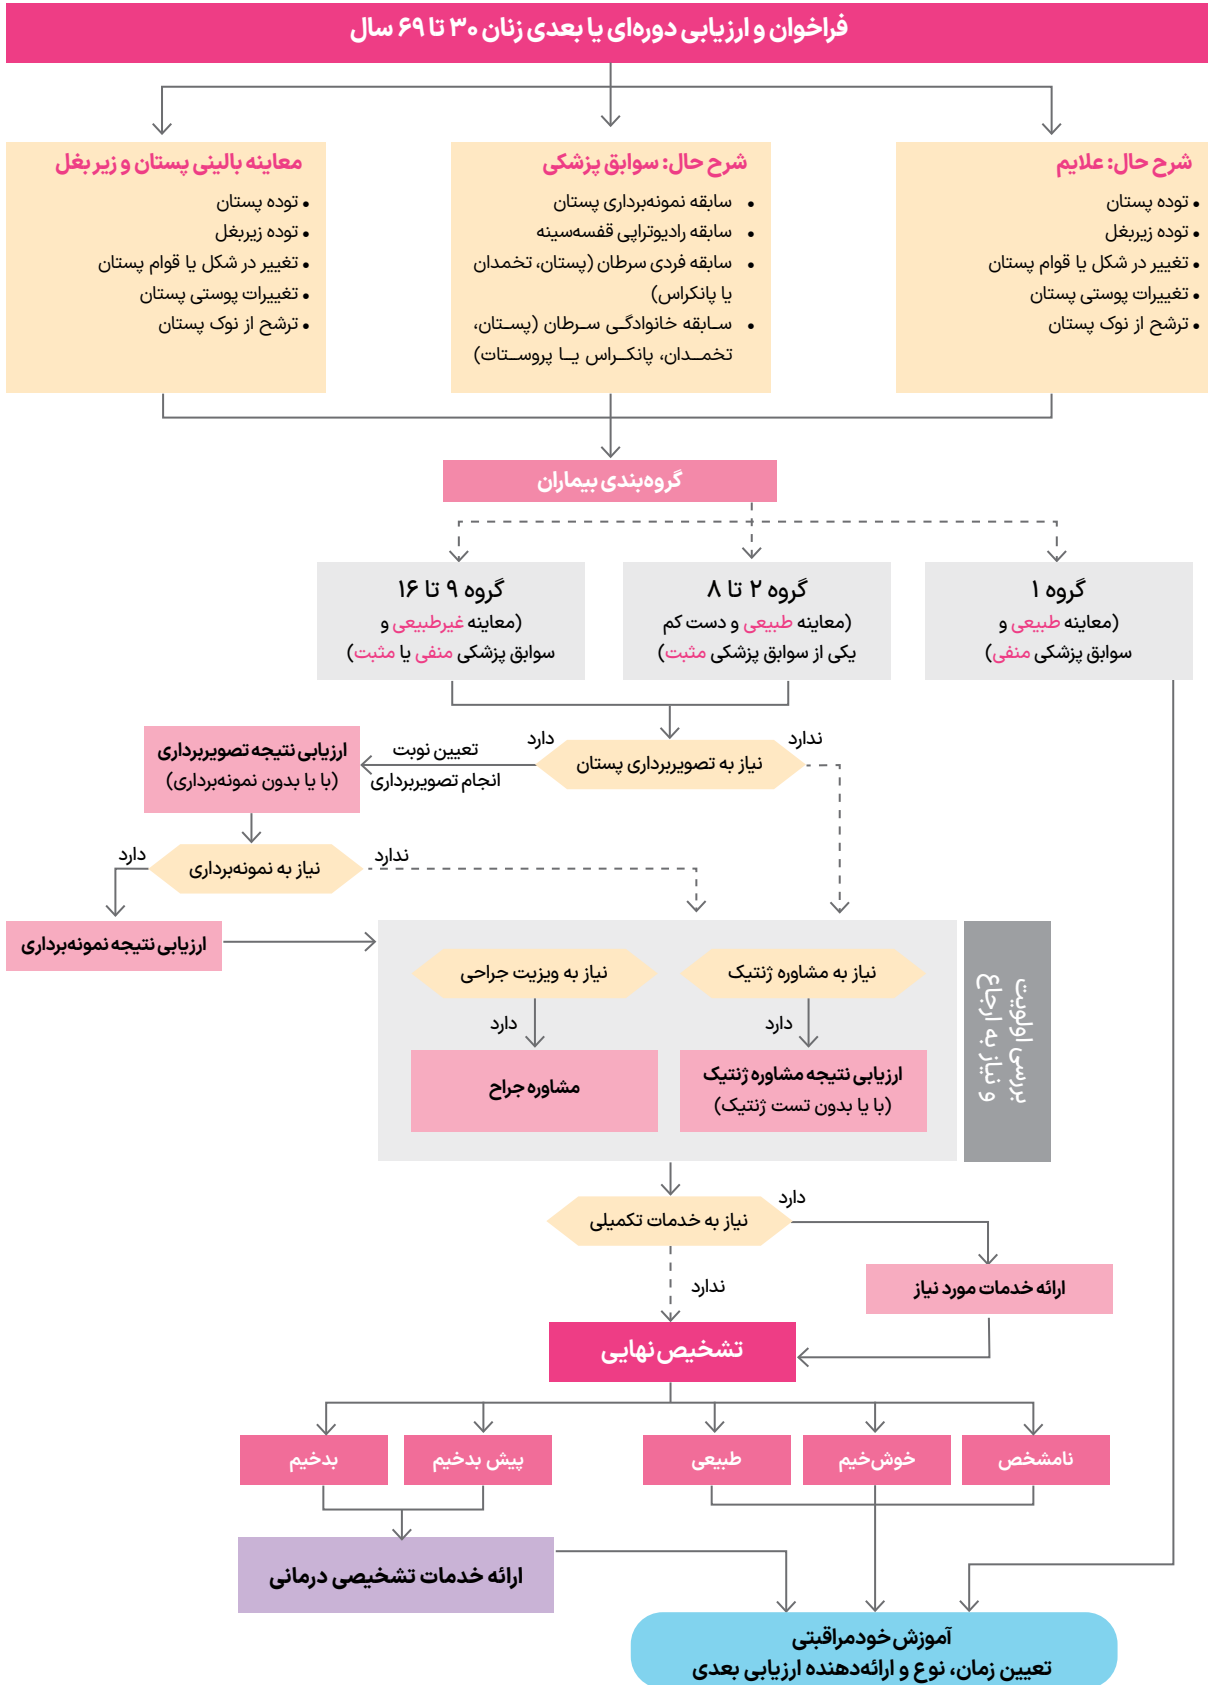 فراخوان و ارزیابی دوره‌ای یا بعدی زنان ۳۰ تا ۶۹ سال
شرح حال: علایم
• توده پستان
• توده زیربغل
• تغییر در شکل یا قوام پستان
• تغییرات پوستی پستان
• ترشح از نوک پستان
شرح حال: سوابق پزشکی
• سابقه نمونه‌برداری پستان
• سابقه رادیوتراپی قفسه‌سینه
• سابقه فردی سرطان (پستان، تخمدان
یا پانکراس)
• سـابقه خانوادگـی سـرطان (پسـتان،
تخمـدان، پانکـراس یـا پروسـتات)
معاینه بالینی پستان و زیر بغل
• توده پستان
• توده زیربغل
• تغییر در شکل یا قوام پستان
• تغییرات پوستی پستان
• ترشح از نوک پستان
گروه‌بندی بیماران
گروه ۱
(معاینه طبیعی و
سوابق پزشکی منفی)
گروه ۲ تا ۸
(معاینه طبیعی و دست کم
یکی از سوابق پزشکی مثبت)
گروه ۹ تا ۱۶
(معاینه غیرطبیعی و
سوابق پزشکی منفی یا مثبت)
ندارد
نیاز به تصویربرداری پستان
دارد
تعیین نوبت
انجام تصویربرداری
ارزیابی نتیجه تصویربرداری
(با یا بدون نمونه‌برداری)
ندارد
نیاز به نمونه‌برداری
دارد
ارزیابی نتیجه نمونه‌برداری
بررسی اولویت
و نیاز به ارجاع
نیاز به مشاوره ژنتیک
دارد
ارزیابی نتیجه مشاوره ژنتیک
(با یا بدون تست ژنتیک)
نیاز به ویزیت جراحی
دارد
مشاوره جراح
دارد
نیاز به خدمات تکمیلی
ندارد
ارائه خدمات مورد نیاز
تشخیص نهایی
نامشخص
خوش‌خیم
طبیعی
پیش بدخیم
بدخیم
ارائه خدمات تشخیصی درمانی
آموزش خودمراقبتی
تعیین زمان، نوع و ارائه‌دهنده ارزیابی بعدی